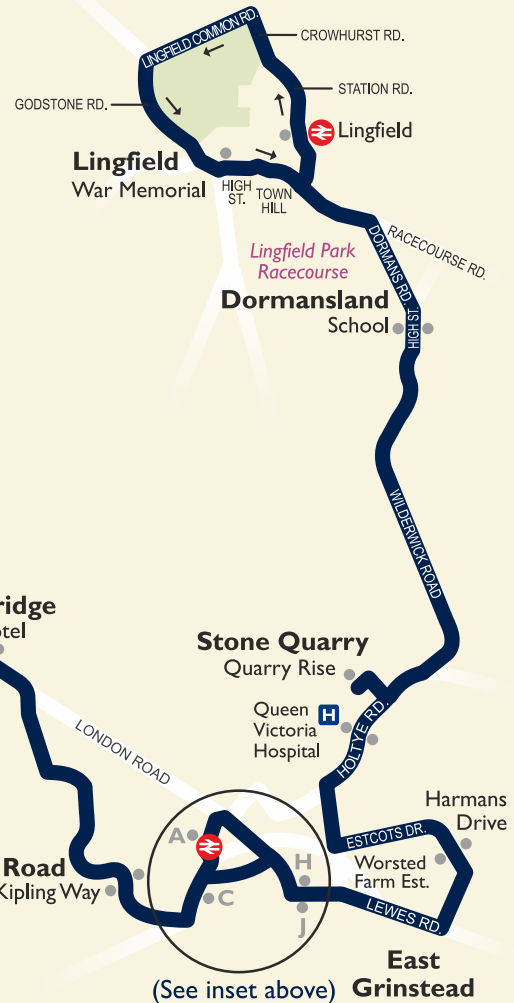 LINGFIELD COMMON RD.
CROWHURST RD.
STATION RD.
GODSTONE RD.
Lingfield
Lingfield
War Memorial
HIGH
ST.
TOWN
HILL
RACECOURSE RD.
DORMANS RD.
Lingfield Park
Racecourse
Dormansland
School
HIGH ST.
WILDERWICK ROAD
ridge
otel
Stone Quarry
Quarry Rise
Queen
Victoria
Hospital
H
HOLTYE RD.
LONDON ROAD
Harmans
Drive
ESTCOTS DR.
A
Road
Kipling Way
C
H
J
Worsted
Farm Est.
LEWES RD.
East
Grinstead
(See inset above)